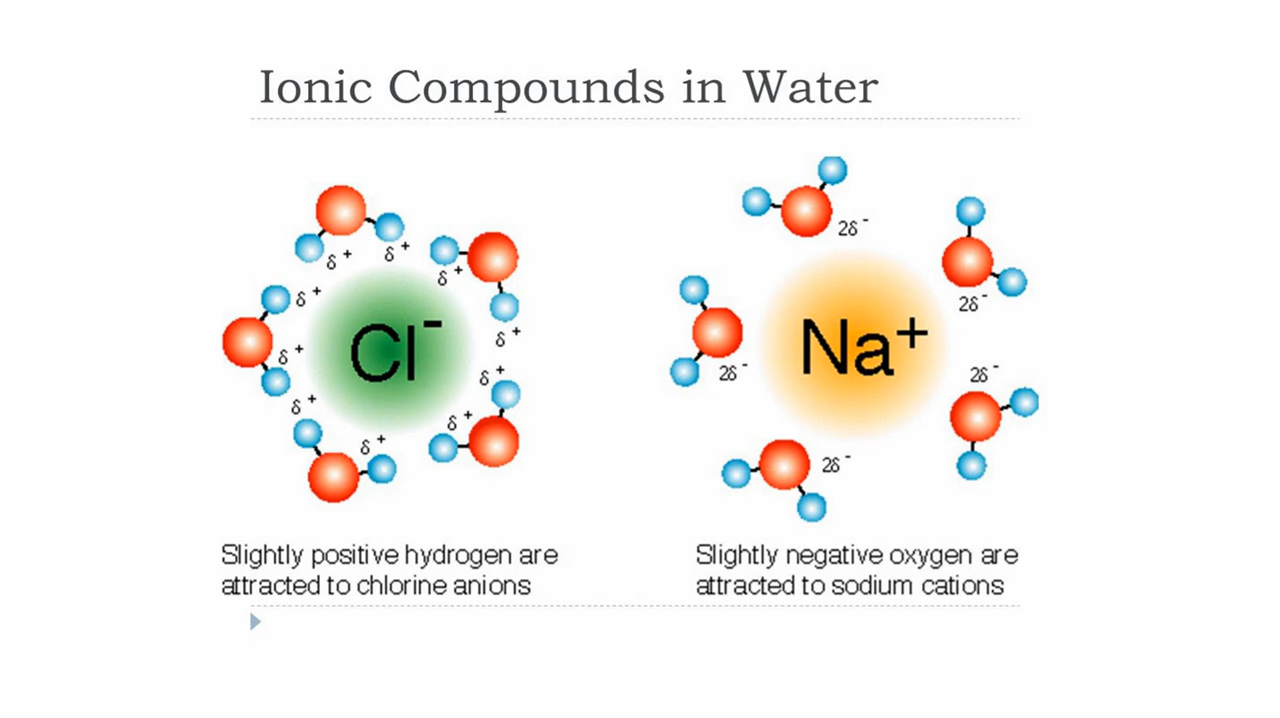 Ionic Compounds in Water
δ +
δ +
δ +
δ +
δ +
δ +
δ +
δ +
δ +
δ +
Cl-
Slightly positive hydrogen are
attracted to chlorine anions
2δ -
2δ -
2δ -
2δ -
2δ -
Na+
Slightly negative oxygen are
attracted to sodium cations